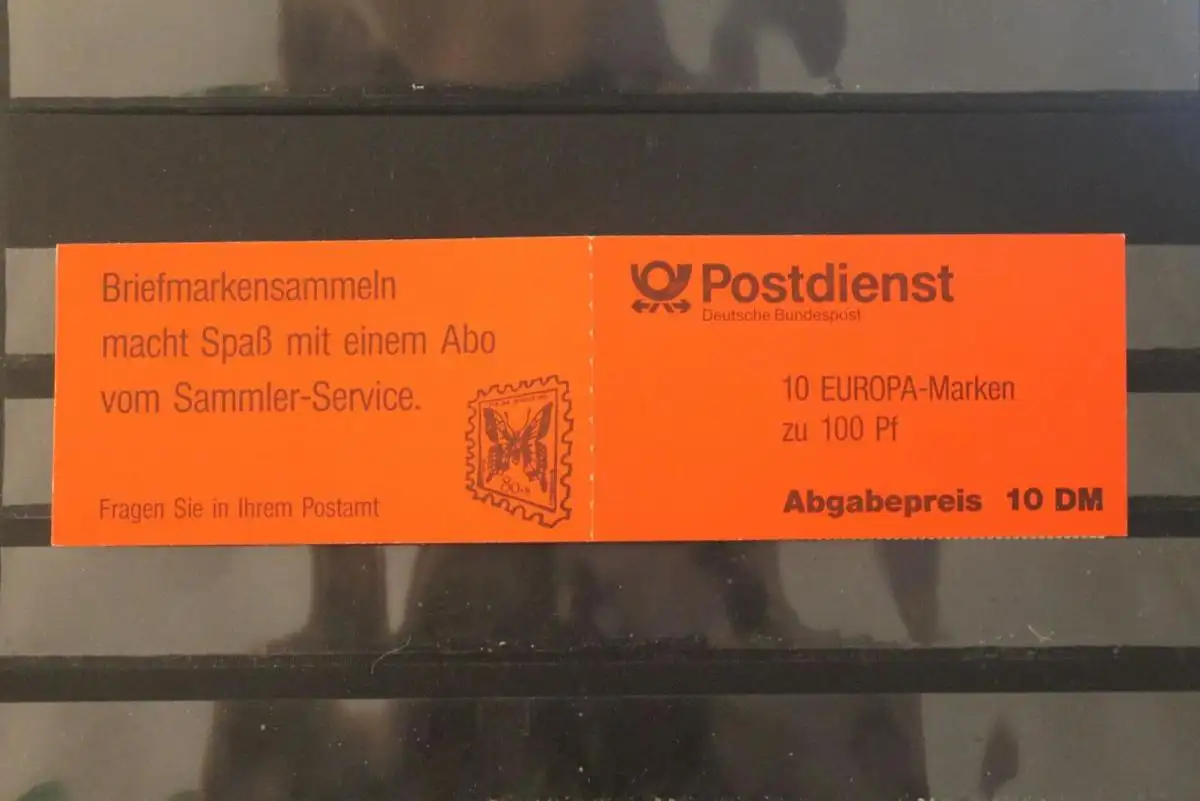 Briefmarkensammeln
macht Spaß mit einem Abo
vom Sammler-Service.
80
Fragen Sie in Ihrem Postamt
Postdienst
Deutsche Bundespost
10 EUROPA-Marken
zu 100 Pf
Abgabepreis 10 DM